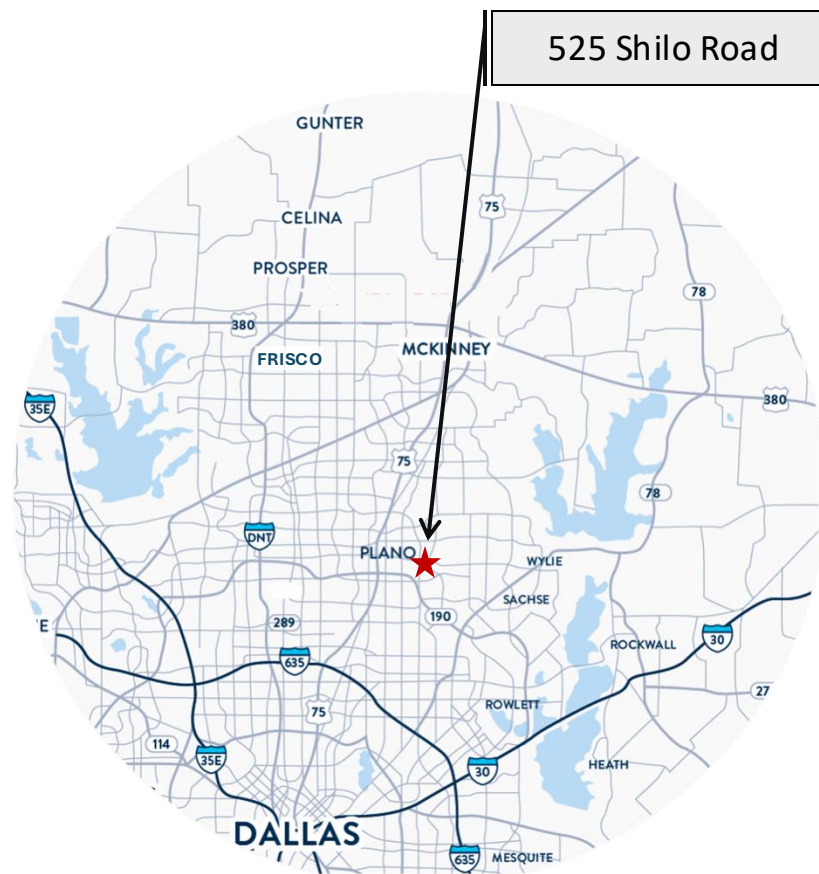 525 Shilo Road
GUNTER
75
CELINA
PROSPER
78
380
FRISCO
MCKINNEY
35E
380
75
78
DNT
PLANO
WYLIE
SACHSE
190
289
E
30
635
ROCKWALL
27
ROWLETT
75
114
35E
30
HEATH
DALLAS
635
MESQUITE